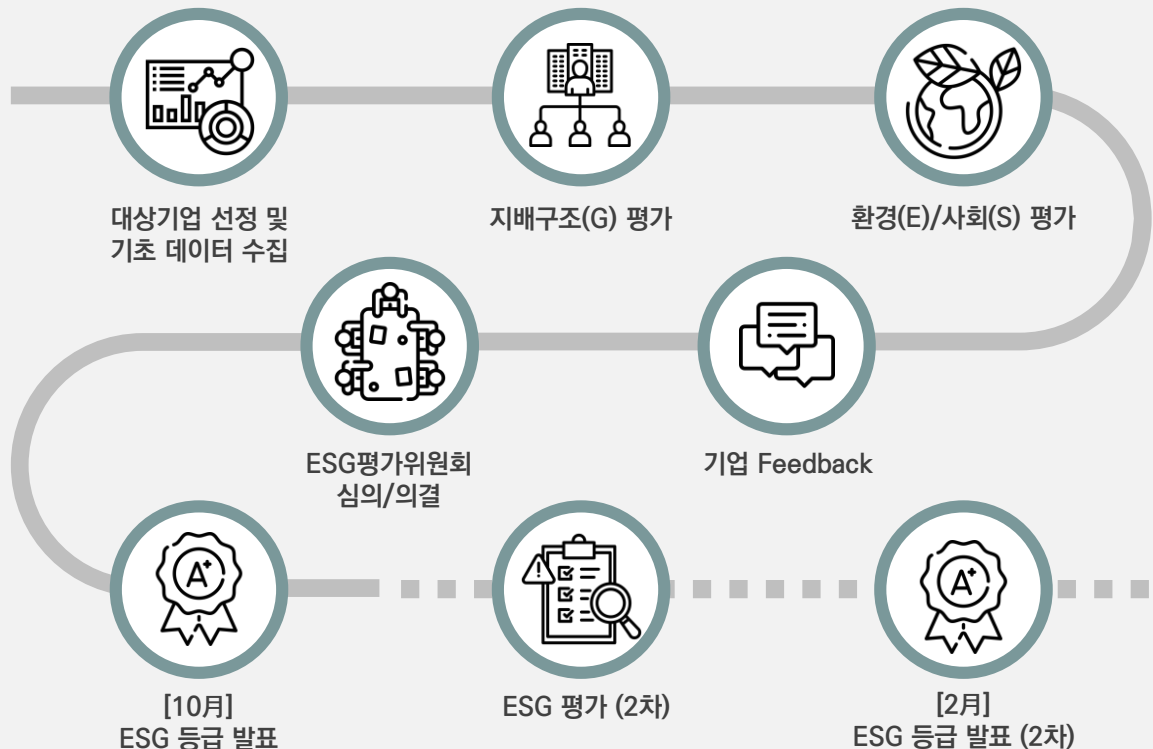 대상기업 선정 및
기초 데이터 수집
지배구조(G) 평가
환경(E)/사회(S) 평가
기업 Feedback
ESG평가위원회
심의/의결
A+
[10月]
ESG 등급 발표
ESG 평가 (2차)
A+
[2月]
ESG 등급 발표 (2차)